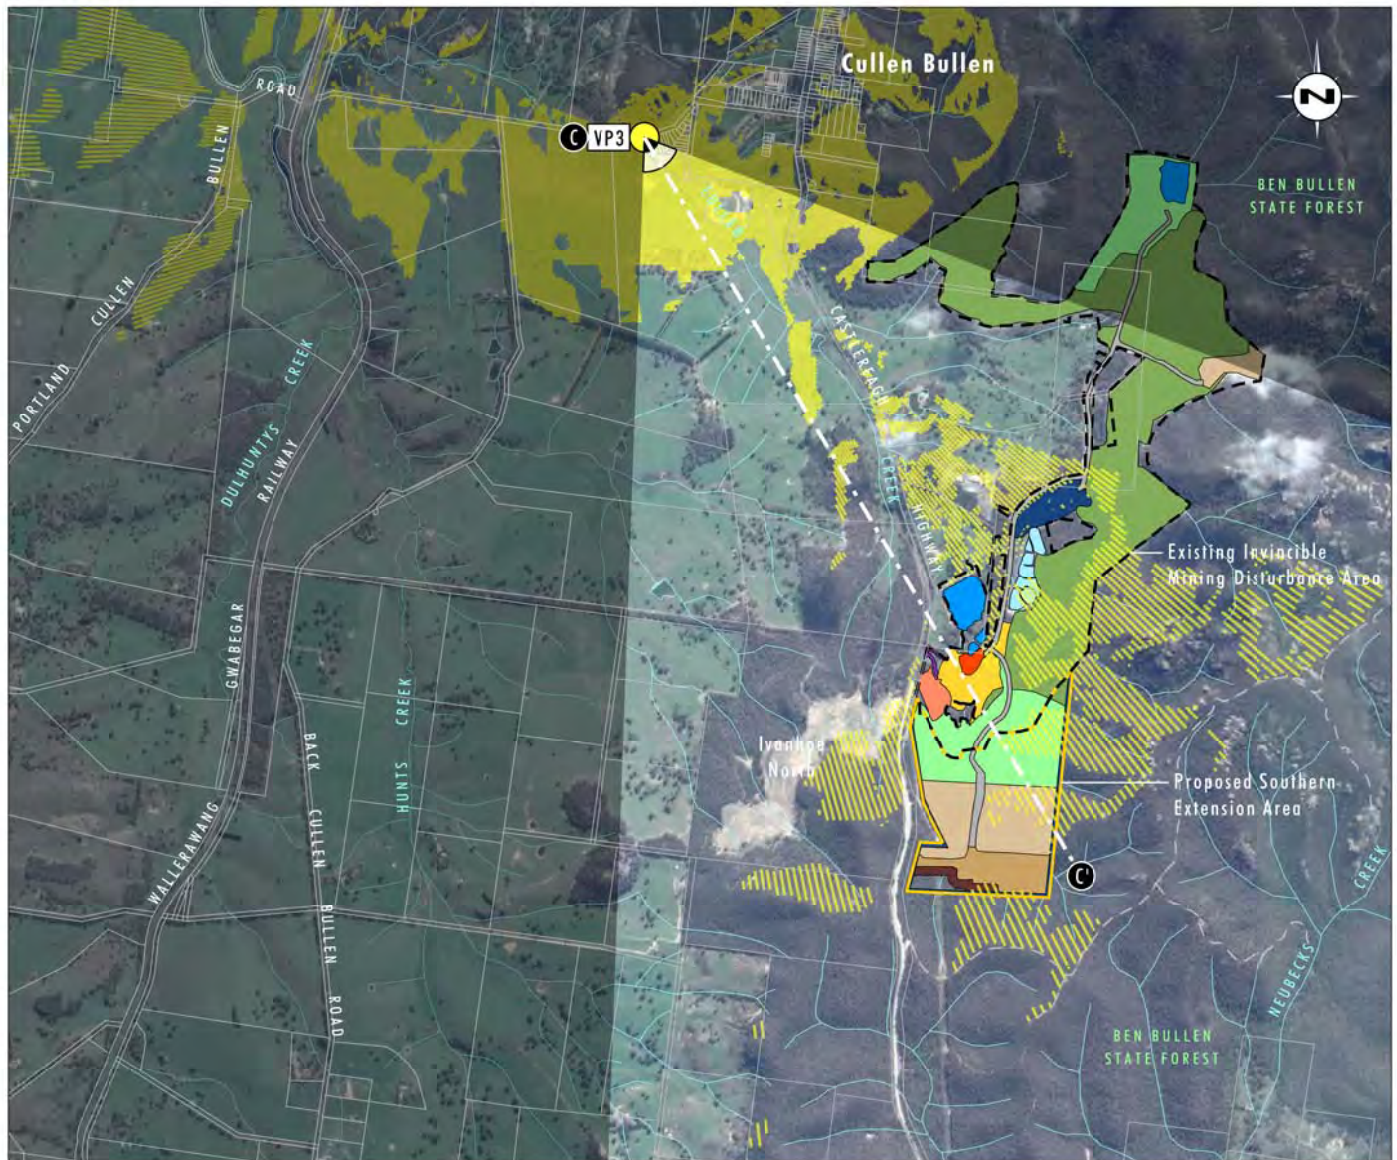 Cullen Bullen
N
ROAD
C VP3
BULLEN
BEN BULLEN
STATE FOREST
CULLEN
PORTLAND
CASTLEREAGH
DULHUNTYS CREEK
RAILWAY
CREEK
HIGHWAY
Existing Invincible
Mining Disturbance Area
GWABEGAR
HUNTS CREEK
Ivanhoe
North
BACK CULLEN BULLEN ROAD
Proposed Southern
Extension Area
WALLERAWANG
C'
NEUBECKS CREEK
BEN BULLEN
STATE FOREST